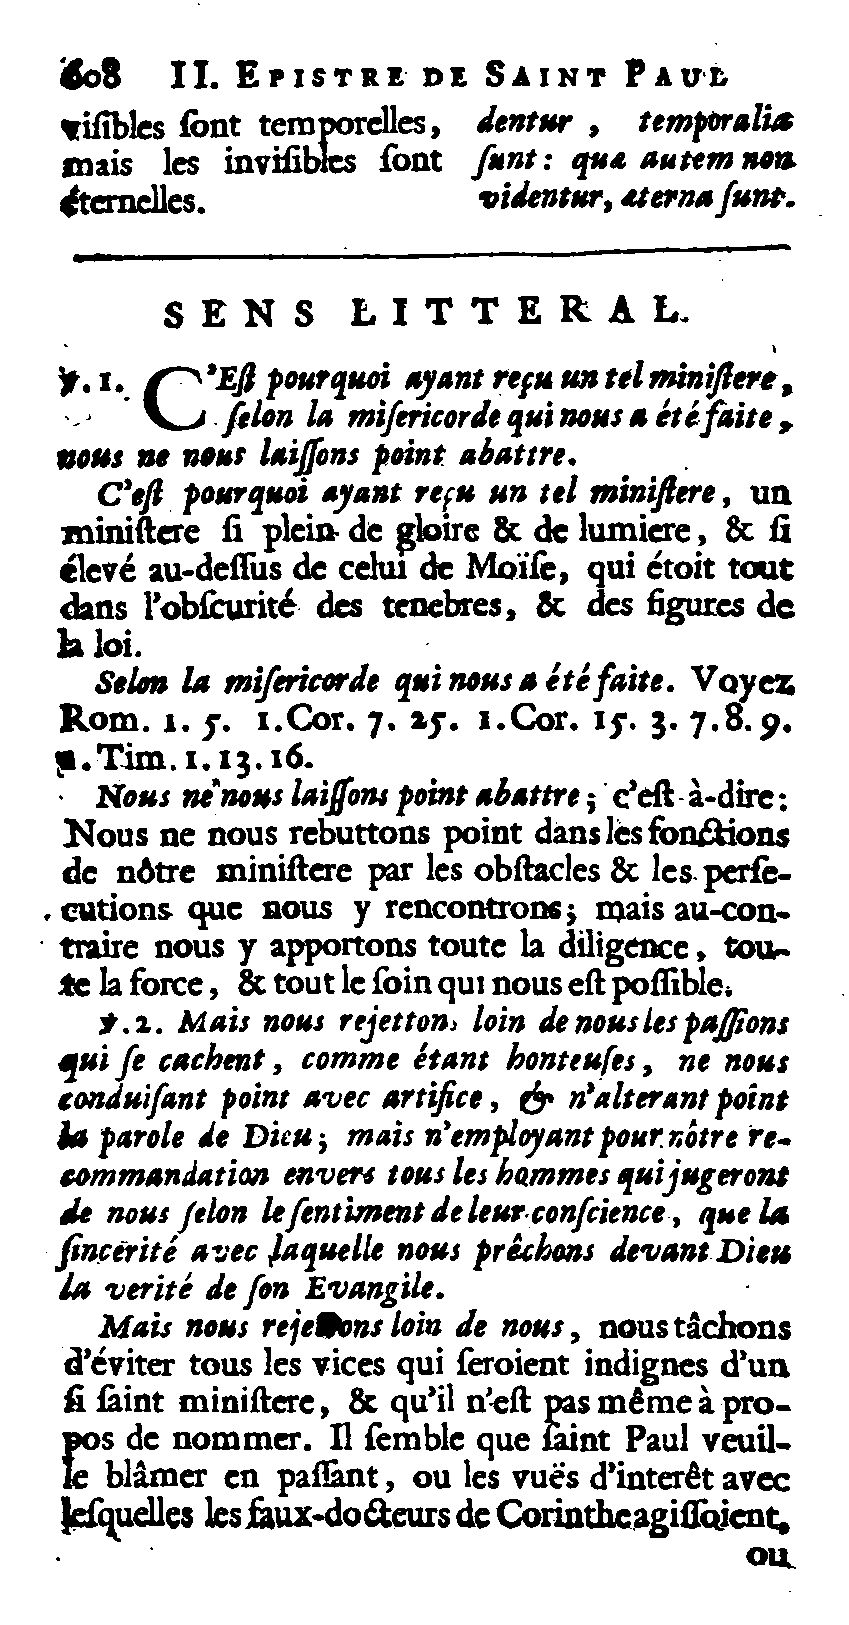 608 II. EPISTRE DE SAINT PAUL
viſibles ſont temporelles,
mais les inviſibles ſont
éternelles.
dentur , temporalia
ſunt : quæ autem non
videntur, æterna ſunt.
SENS LITTERAL.
℣. 1. C'Eſt pourquoi ayant reçu un tel miniſtere,
ſelon la miſericorde qui nous a été faite,
nous ne nous laiſſons point abattre.
C'eſt pourquoi ayant reçu un tel miniſtere, un
miniſtere ſi plein de gloire & de lumiere, & ſi
élevé au-deſſus de celui de Moïſe, qui étoit tout
dans l'obſcurité des tenebres, & des figures de
la loi.
Selon la miſericorde qui nous a été faite. Voyez
Rom. 1. 5. 1. Cor. 7. 25. 1. Cor. 15. 3. 7. 8. 9.
1. Tim. 1. 13. 16.
Nous ne nous laiſſons point abattre ; c'eſt-à-dire :
Nous ne nous rebuttons point dans les fonctions
de nôtre miniſtere par les obſtacles & les perſe-
cutions que nous y rencontrons ; mais au-con-
traire nous y apportons toute la diligence, tou-
te la force, & tout le ſoin qui nous eſt poſſible.
℣. 2. Mais nous rejettons loin de nous les paſſions
qui ſe cachent, comme étant honteuſes, ne nous
conduiſant point avec artifice, & n'alterant point
la parole de Dieu ; mais n'employant pour nôtre re-
commandation envers tous les hommes qui jugeront
de nous ſelon le ſentiment de leur conſcience, que la
ſincerité avec laquelle nous prêchons devant Dieu
la verité de ſon Evangile.
Mais nous rejettons loin de nous, nous tâchons
d'éviter tous les vices qui ſeroient indignes d'un
ſi ſaint miniſtere, & qu'il n'eſt pas même à pro-
pos de nommer. Il ſemble que ſaint Paul veuil-
le blâmer en paſſant, ou les vuës d'interêt avec
leſquelles les faux-docteurs de Corinthe agiſſoient,
ou